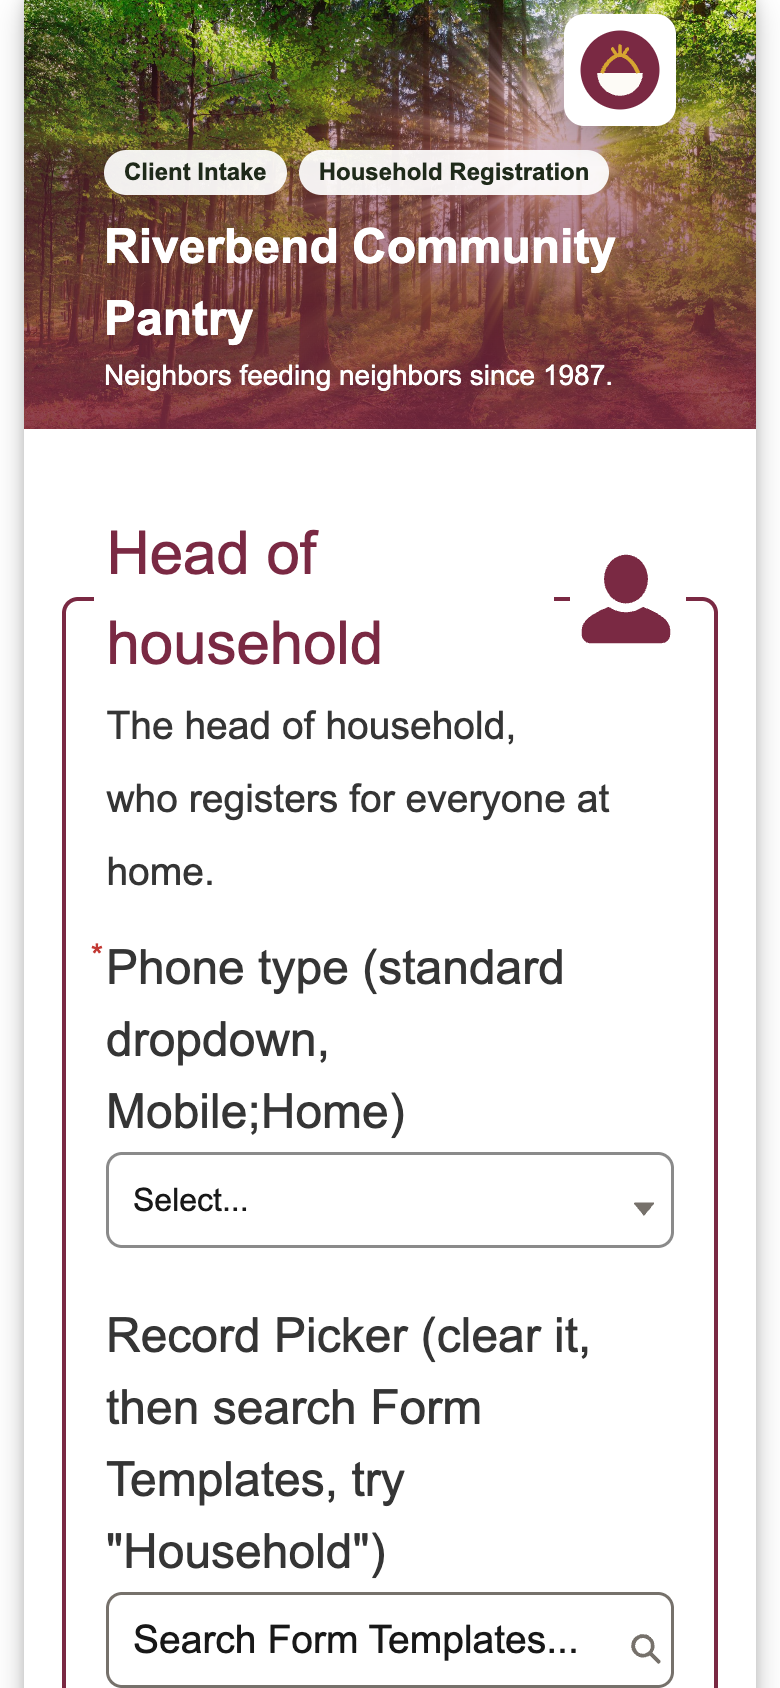 Client Intake Household Registration
Riverbend Community
Pantry
Neighbors feeding neighbors since 1987.
Head of
household
The head of household,
who registers for everyone at
home.
*Phone type (standard
dropdown,
Mobile;Home)
Select...
Record Picker (clear it,
then search Form
Templates, try
"Household")
Search Form Templates...